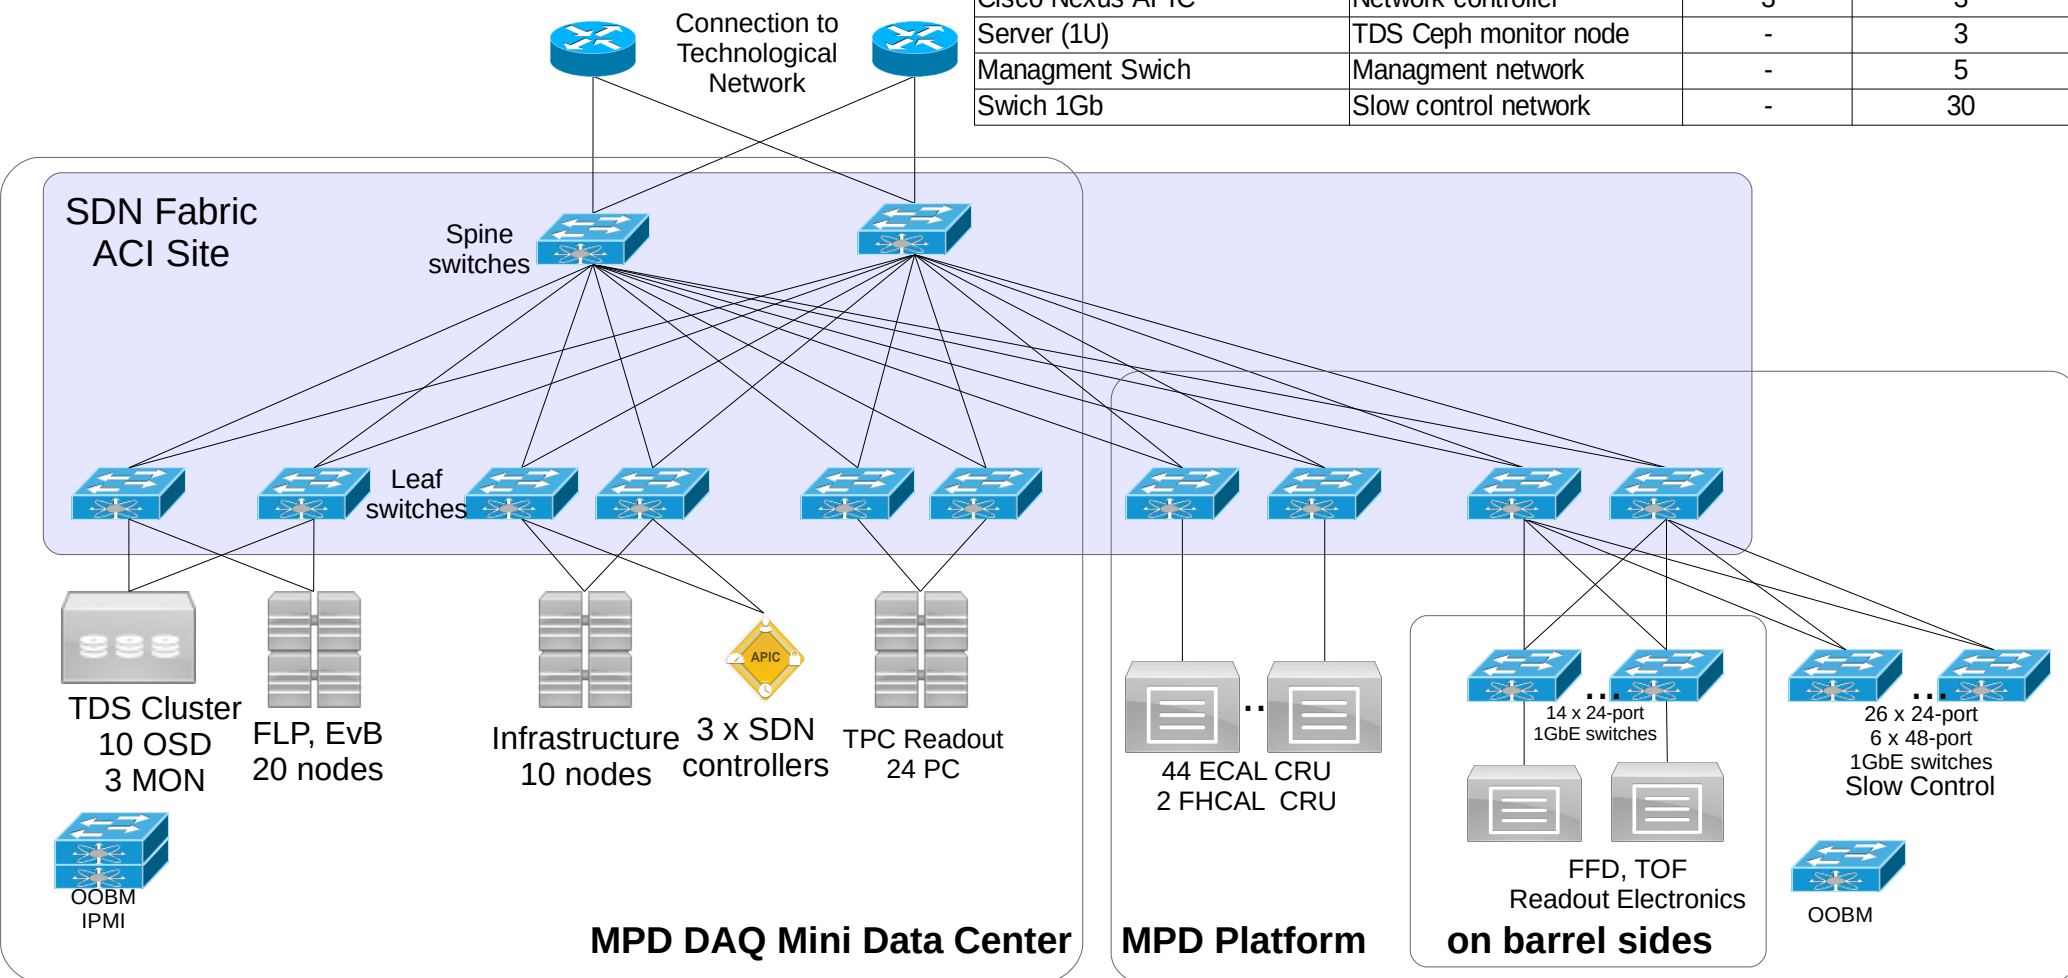 Cisco Nexus APIC Network controller 3 3
Server (1U) TDS Ceph monitor node - 3
Managment Swich Managment network - 5
Swich 1Gb Slow control network - 30
Connection to
Technological
Network
SDN Fabric
ACI Site
Spine
switches
Leaf
switches
TDS Cluster
10 OSD
3 MON
FLP, EvB
20 nodes
Infrastructure
10 nodes
APIC
3 x SDN
controllers
TPC Readout
24 PC
..
44 ECAL CRU
2 FHCAL CRU
...
14 x 24-port
1GbE switches
...
26 x 24-port
6 x 48-port
1GbE switches
Slow Control
FFD, TOF
Readout Electronics
OOBM
IPMI
OOBM
MPD DAQ Mini Data Center
MPD Platform
on barrel sides